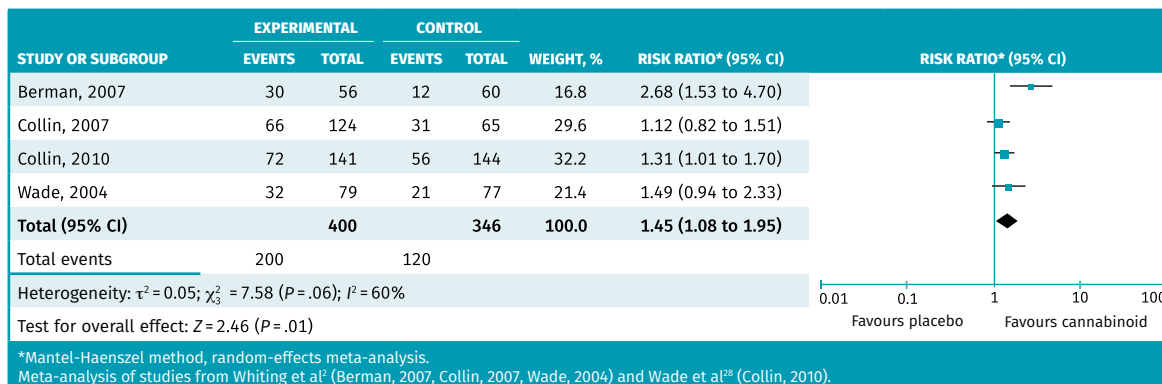 EXPERIMENTAL CONTROL
STUDY OR SUBGROUP EVENTS TOTAL EVENTS TOTAL WEIGHT, % RISK RATIO* (95% CI) RISK RATIO* (95% CI)
Berman, 2007 30 56 12 60 16.8 2.68 (1.53 to 4.70)
Collin, 2007 66 124 31 65 29.6 1.12 (0.82 to 1.51)
Collin, 2010 72 141 56 144 32.2 1.31 (1.01 to 1.70)
Wade, 2004 32 79 21 77 21.4 1.49 (0.94 to 2.33)
Total (95% CI) 400 346 100.0 1.45 (1.08 to 1.95)
Total events 200 120
Heterogeneity: τ² = 0.05; χ²₃ = 7.58 (P = .06); I² = 60%
0.01 0.1 1 10 100
Test for overall effect: Z = 2.46 (P = .01)
Favours placebo Favours cannabinoid
*Mantel-Haenszel method, random-effects meta-analysis.
Meta-analysis of studies from Whiting et al² (Berman, 2007, Collin, 2007, Wade, 2004) and Wade et al²⁸ (Collin, 2010).